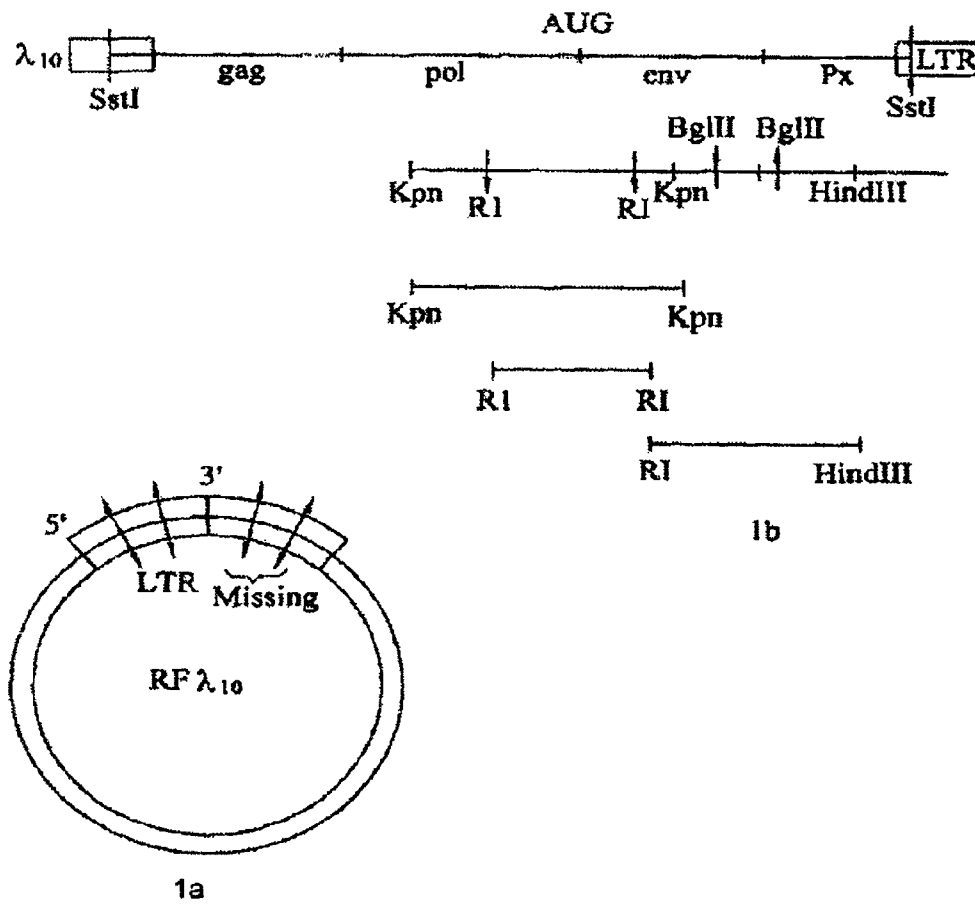 AUG
λ10 LTR
gag pol env Px
SstI SstI
BglII BglII
Kpn R1 RI Kpn HindIII
Kpn Kpn
R1 RI
RI HindIII
1b
5' 3'
LTR Missing
RF λ10
1a